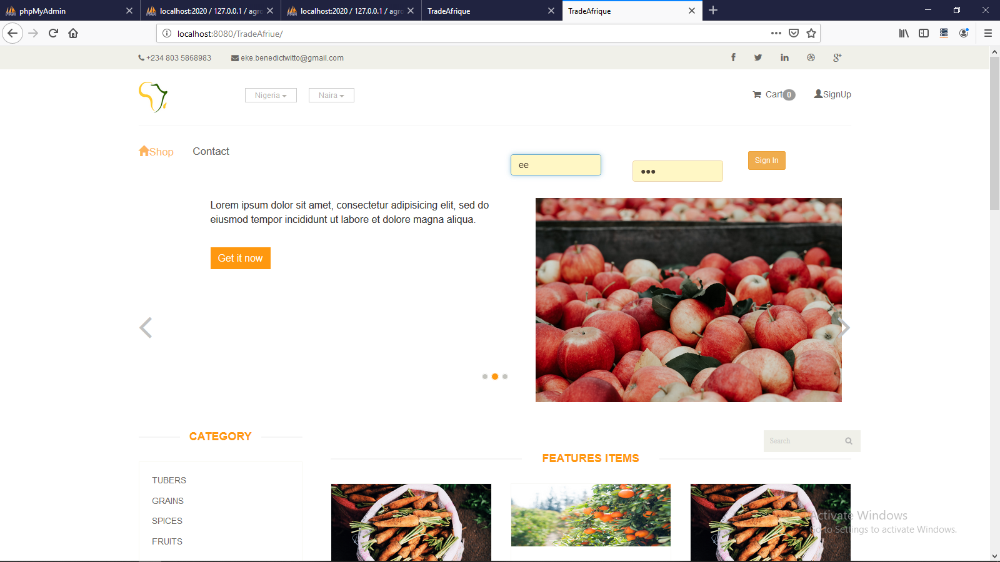 phpMyAdmin
localhost:2020 / 127.0.0.1 / agro
localhost:2020 / 127.0.0.1 / agro
TradeAfrique
TradeAfrique
localhost:8080/TradeAfriue/
+234 803 5868983
eke.benedictwitto@gmail.com
Nigeria
Naira
Cart 0
SignUp
Shop
Contact
ee
•••
Sign In
Lorem ipsum dolor sit amet, consectetur adipisicing elit, sed do
eiusmod tempor incididunt ut labore et dolore magna aliqua.
Get it now
CATEGORY
Search
FEATURES ITEMS
TUBERS
GRAINS
SPICES
FRUITS
Activate Windows
Go to Settings to activate Windows.